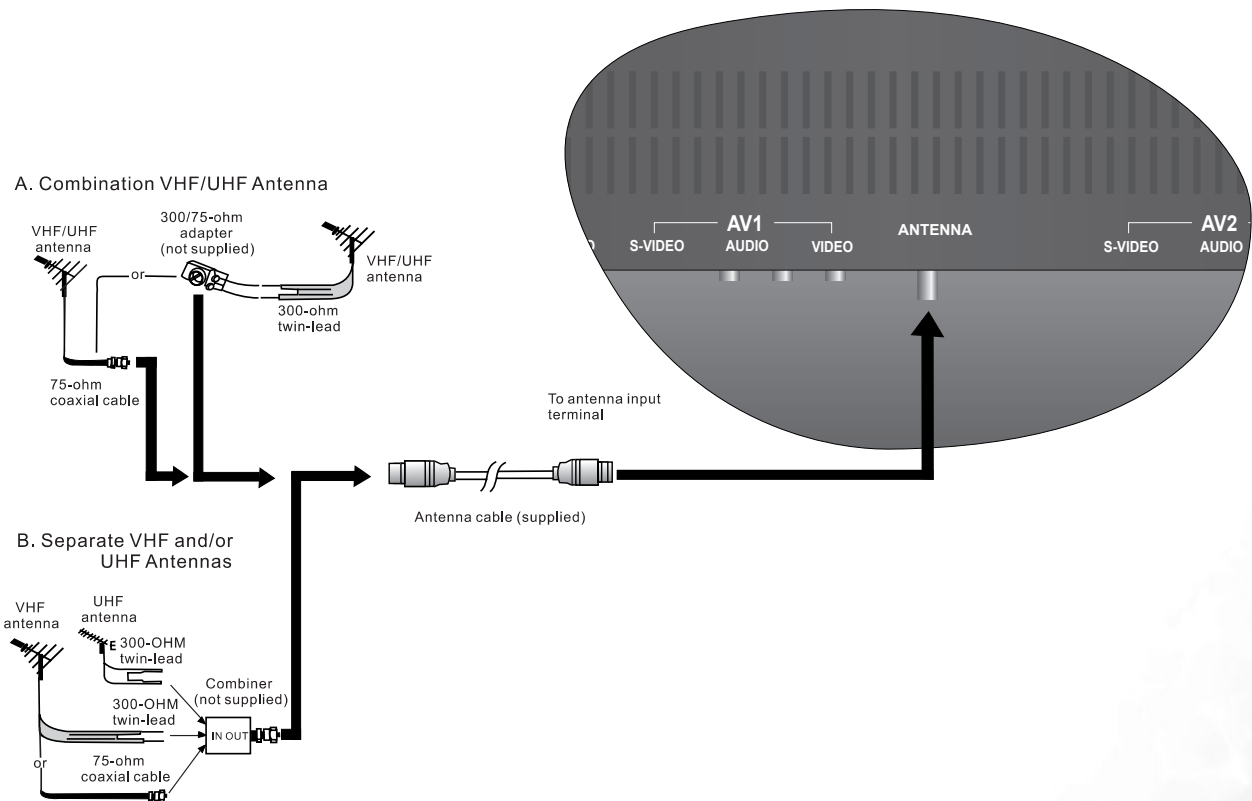 A. Combination VHF/UHF Antenna
VHF/UHF
antenna
300/75-ohm
adapter
(not supplied)
VHF/UHF
antenna
or
300-ohm
twin-lead
75-ohm
coaxial cable
S-VIDEO
AV1
AUDIO
VIDEO
ANTENNA
S-VIDEO
AV2
AUDIO
To antenna input
terminal
Antenna cable (supplied)
B. Separate VHF and/or
UHF Antennas
VHF
antenna
UHF
antenna
E
300-OHM
twin-lead
Combiner
(not supplied)
300-OHM
twin-lead
IN OUT
or
75-ohm
coaxial cable